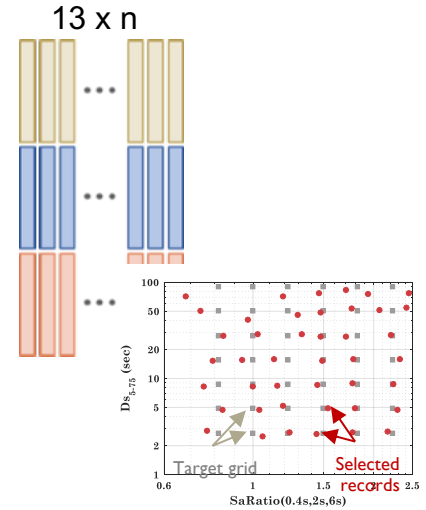 13 x n
100
50
20
10
5
2
1
Ds5-75 (sec)
Target grid
Selected
records
0.6
1
1.5
2
2.5
SaRatio(0.4s,2s,6s)